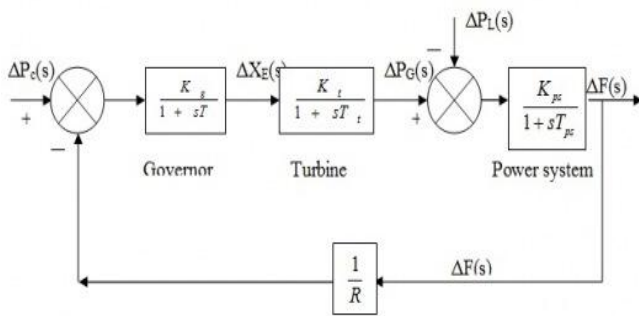 ΔP_L(s)
ΔP_c(s)
ΔX_E(s)
ΔP_G(s)
ΔF(s)
K_g
1 + sT
K_t
1 + sT_t
K_ps
1+sT_ps
+
−
+
−
Governor
Turbine
Power system
1
R
ΔF(s)